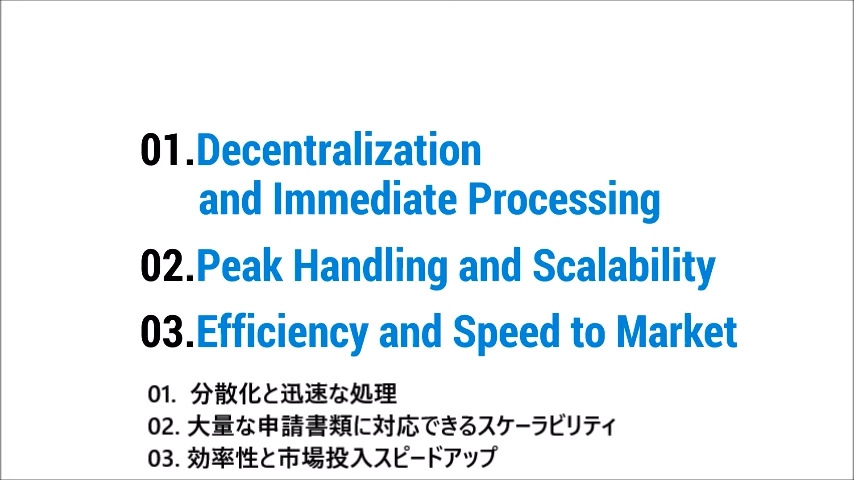 01.Decentralization
and Immediate Processing
02.Peak Handling and Scalability
03.Efficiency and Speed to Market
01. 分散化と迅速な処理
02. 大量な申請書類に対応できるスケーラビリティ
03. 効率性と市場投入スピードアップ